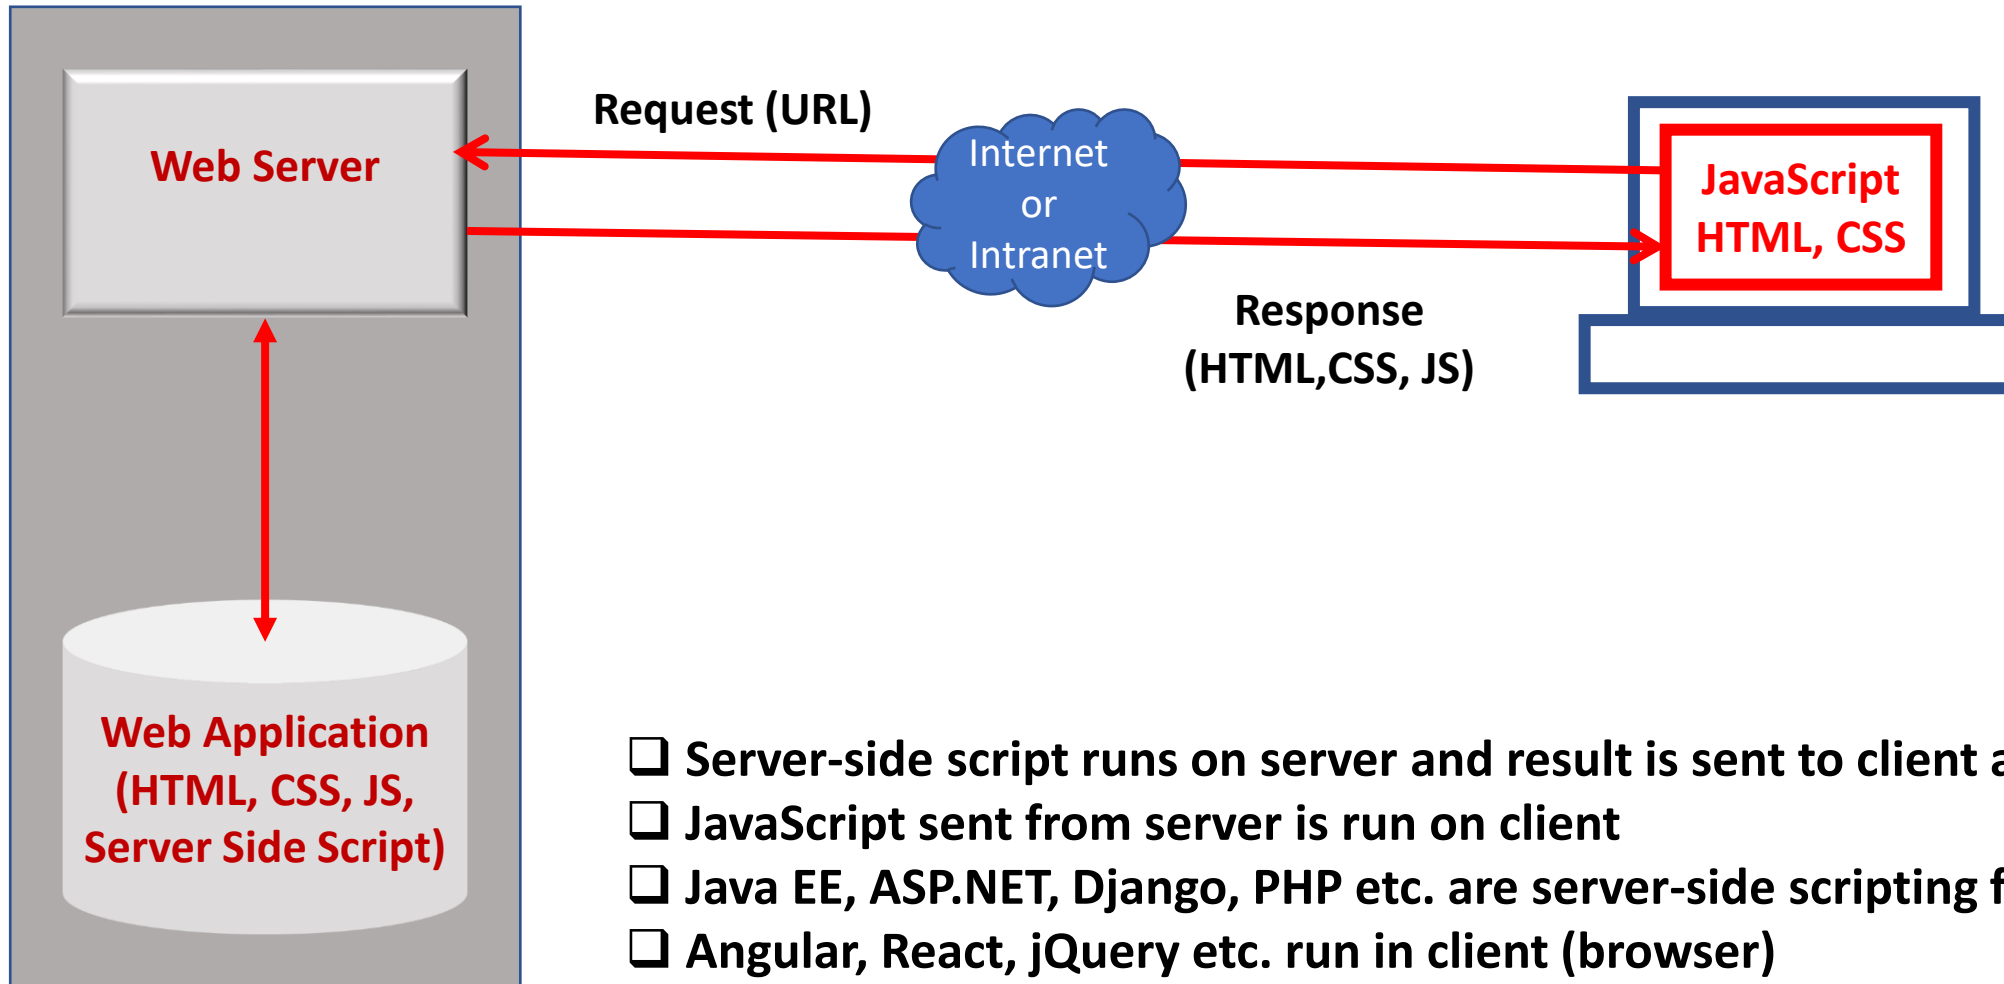 Web Server
Request (URL)
Internet
or
Intranet
JavaScript
HTML, CSS
Response
(HTML,CSS, JS)
Web Application
(HTML, CSS, JS,
Server Side Script)
Server-side script runs on server and result is sent to client
JavaScript sent from server is run on client
Java EE, ASP.NET, Django, PHP etc. are server-side scripting
Angular, React, jQuery etc. run in client (browser)